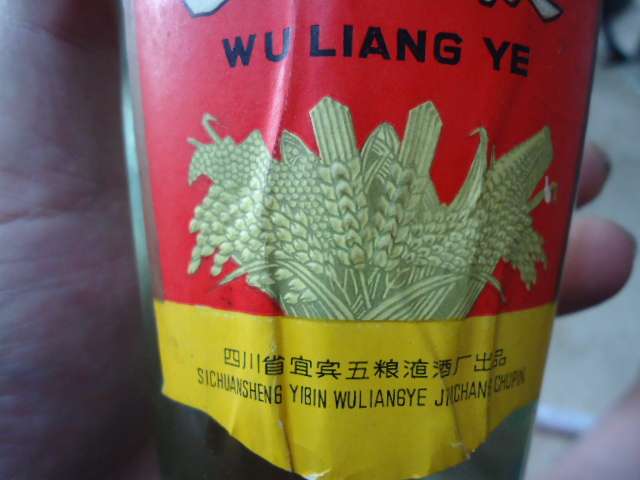 WU LIANG YE
四川省宜宾五粮液酒厂出品
SICHUANSHENG YIBIN WULIANGYE JIUCHANG CHUPIN